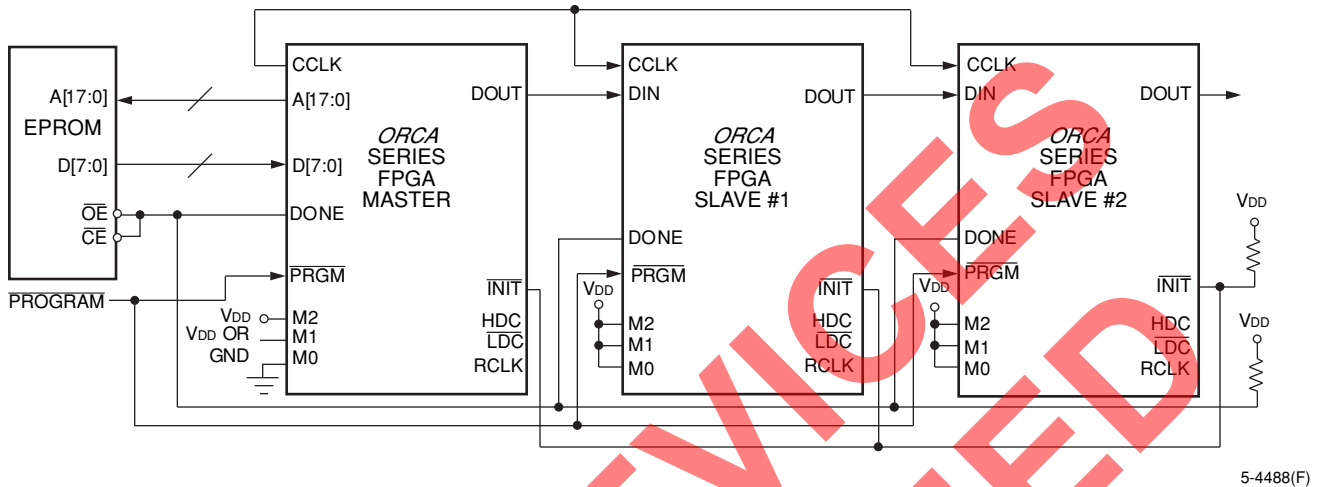 CCLK
A[17:0]
EPROM
D[7:0]
OE
CE
PROGRAM
A[17:0]
DOUT
ORCA
SERIES
FPGA
MASTER
D[7:0]
DONE
PRGM
INIT
VDD
M2
VDD OR
M1
GND
M0
HDC
LDC
RCLK
CCLK
DIN
DOUT
ORCA
SERIES
FPGA
SLAVE #1
DONE
PRGM
VDD
INIT
M2
M1
M0
HDC
LDC
RCLK
CCLK
DIN
DOUT
ORCA
SERIES
FPGA
SLAVE #2
DONE
PRGM
VDD
INIT
M2
M1
M0
HDC
LDC
RCLK
VDD
VDD
5-4488(F)